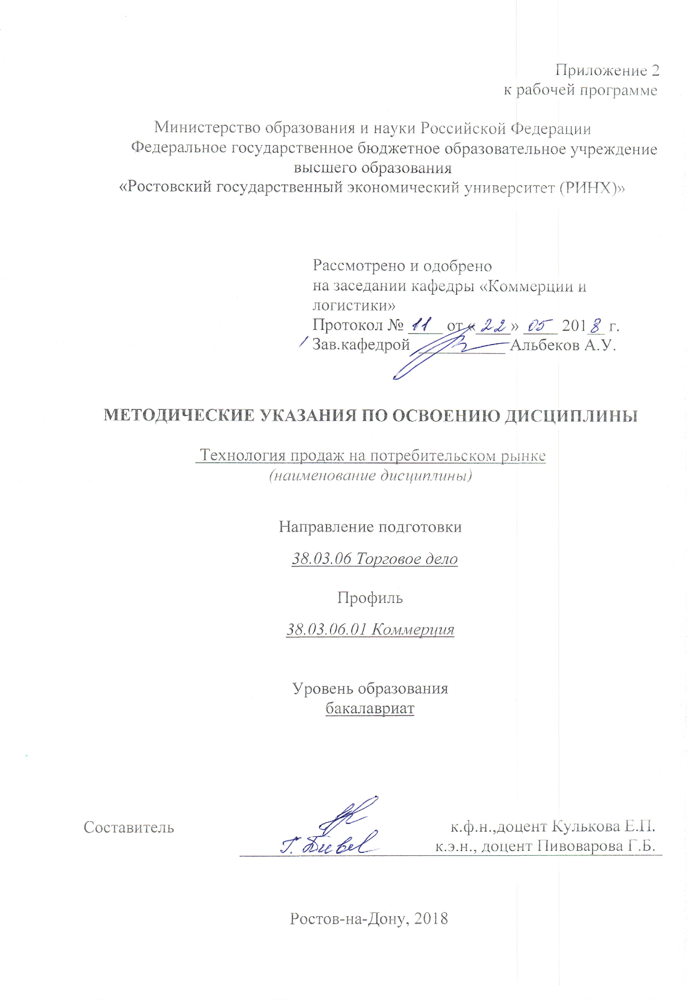 Приложение 2
к рабочей программе
Министерство образования и науки Российской Федерации
Федеральное государственное бюджетное образовательное учреждение
высшего образования
«Ростовский государственный экономический университет (РИНХ)»
Рассмотрено и одобрено
на заседании кафедры «Коммерции и
логистики»
Протокол № 11 от «22» 05 2018 г.
Зав.кафедрой Альбеков А.У.
МЕТОДИЧЕСКИЕ УКАЗАНИЯ ПО ОСВОЕНИЮ ДИСЦИПЛИНЫ
Технология продаж на потребительском рынке
(наименование дисциплины)
Направление подготовки
38.03.06 Торговое дело
Профиль
38.03.06.01 Коммерция
Уровень образования
бакалавриат
Составитель к.ф.н.,доцент Кулькова Е.П.
к.э.н., доцент Пивоварова Г.Б.
Ростов-на-Дону, 2018